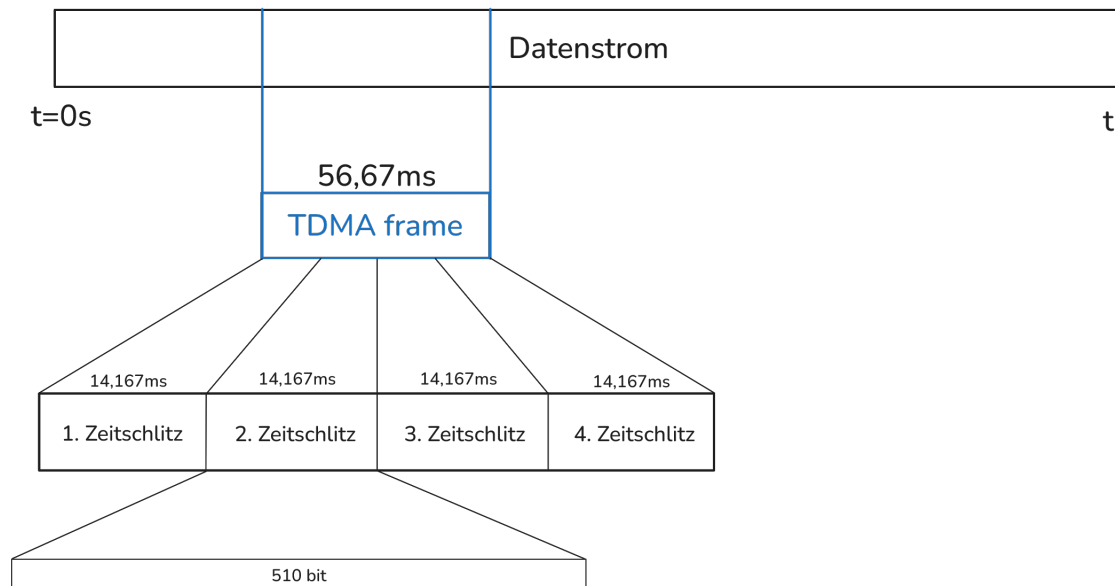 Datenstrom
t=0s
t
56,67ms
TDMA frame
14,167ms 14,167ms 14,167ms 14,167ms
1. Zeitschlitz 2. Zeitschlitz 3. Zeitschlitz 4. Zeitschlitz
510 bit